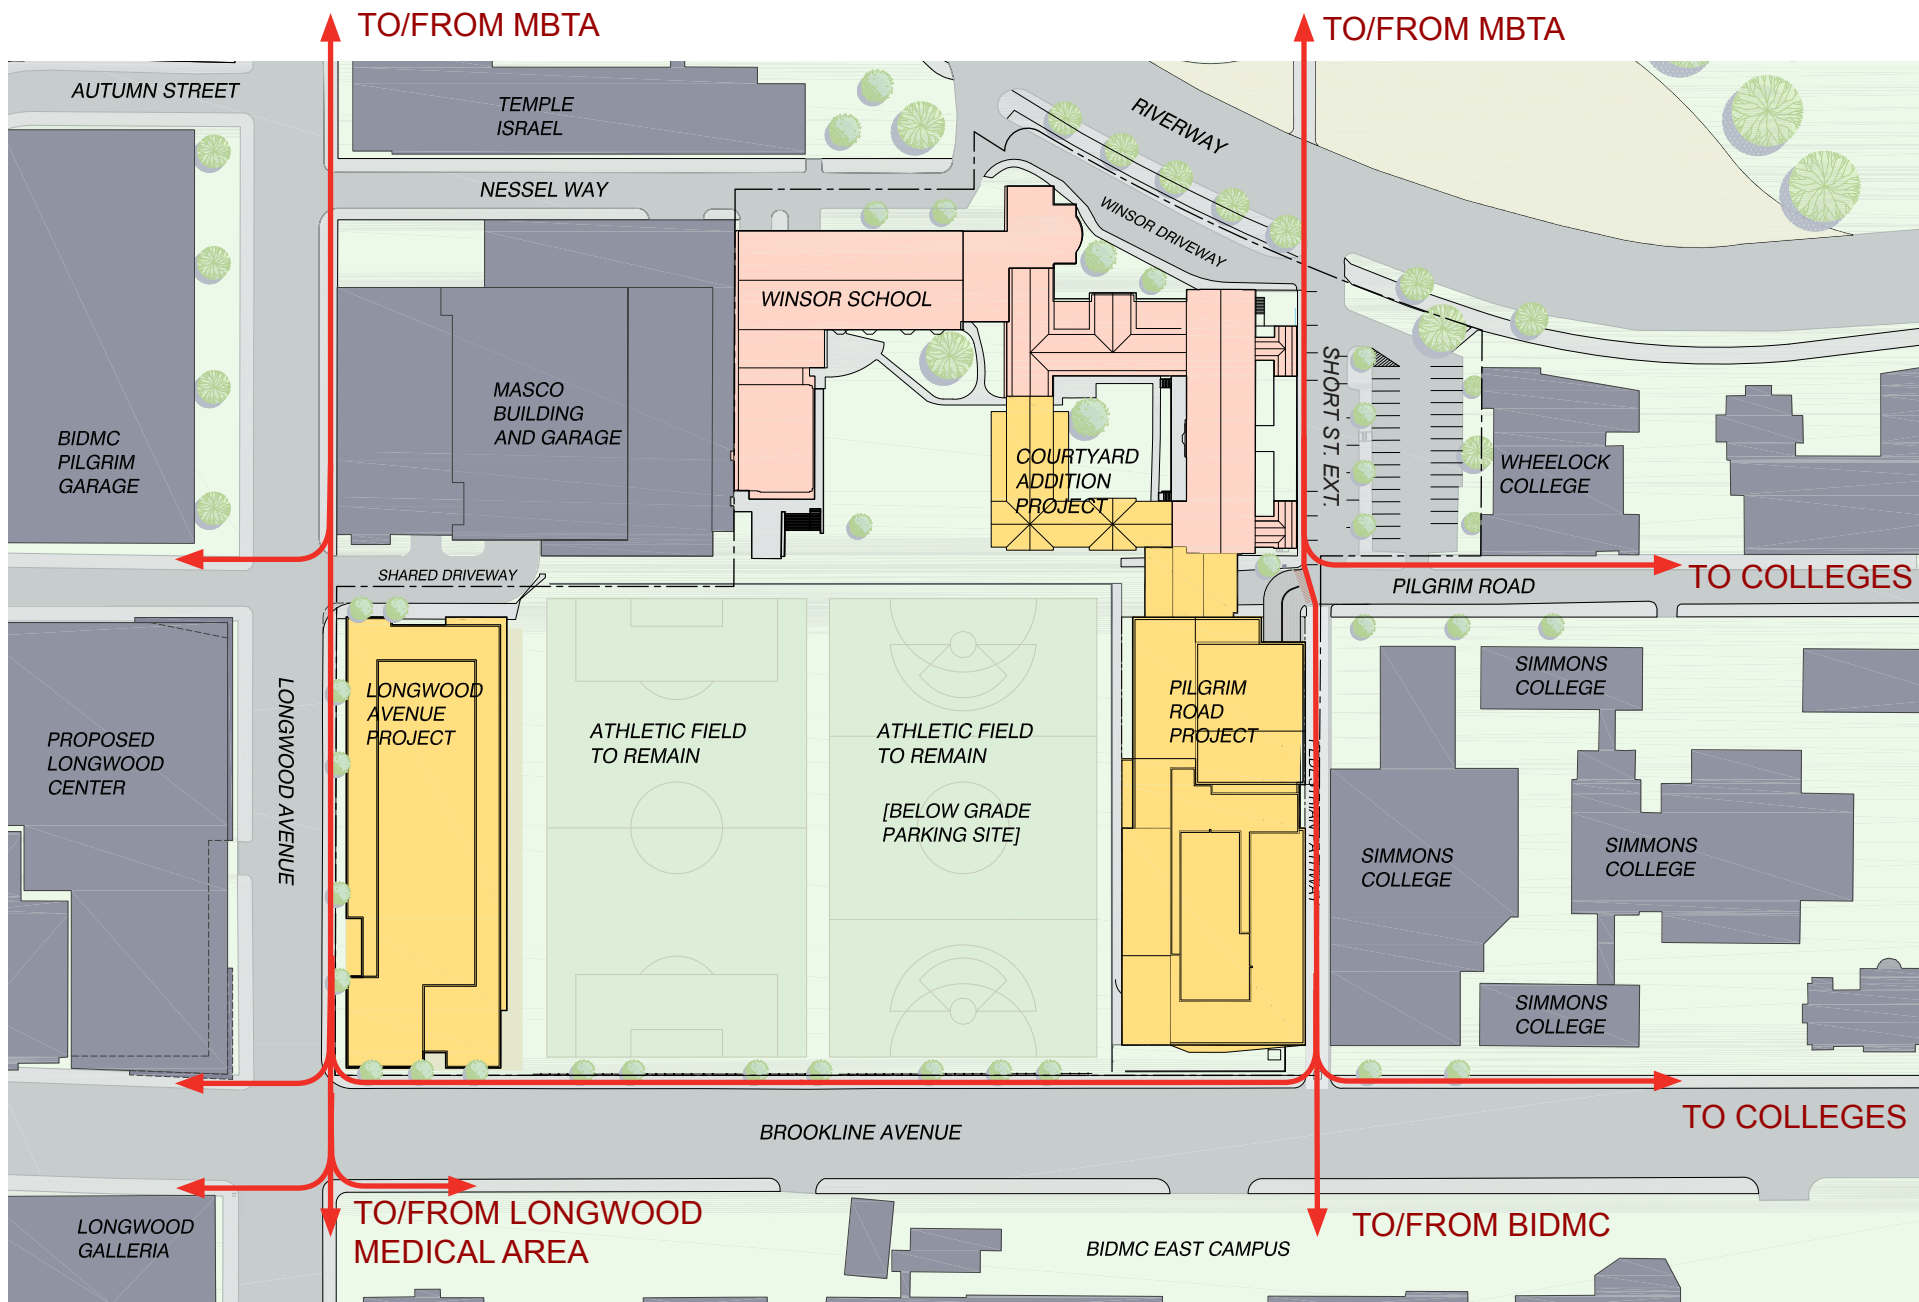 TO/FROM MBTA
TO/FROM MBTA
AUTUMN STREET
TEMPLE
ISRAEL
RIVERWAY
NESSEL WAY
WINSOR DRIVEWAY
WINSOR SCHOOL
MASCO
BUILDING
AND GARAGE
BIDMC
PILGRIM
GARAGE
COURTYARD
ADDITION
PROJECT
SHORT ST. EXT.
WHEELOCK
COLLEGE
SHARED DRIVEWAY
PILGRIM ROAD
TO COLLEGES
LONGWOOD AVENUE
PROPOSED
LONGWOOD
CENTER
LONGWOOD
AVENUE
PROJECT
ATHLETIC FIELD
TO REMAIN
ATHLETIC FIELD
TO REMAIN
[BELOW GRADE
PARKING SITE]
PILGRIM
ROAD
PROJECT
PEDESTRIAN PATHWAY
SIMMONS
COLLEGE
SIMMONS
COLLEGE
SIMMONS
COLLEGE
SIMMONS
COLLEGE
BROOKLINE AVENUE
TO COLLEGES
LONGWOOD
GALLERIA
TO/FROM LONGWOOD
MEDICAL AREA
BIDMC EAST CAMPUS
TO/FROM BIDMC